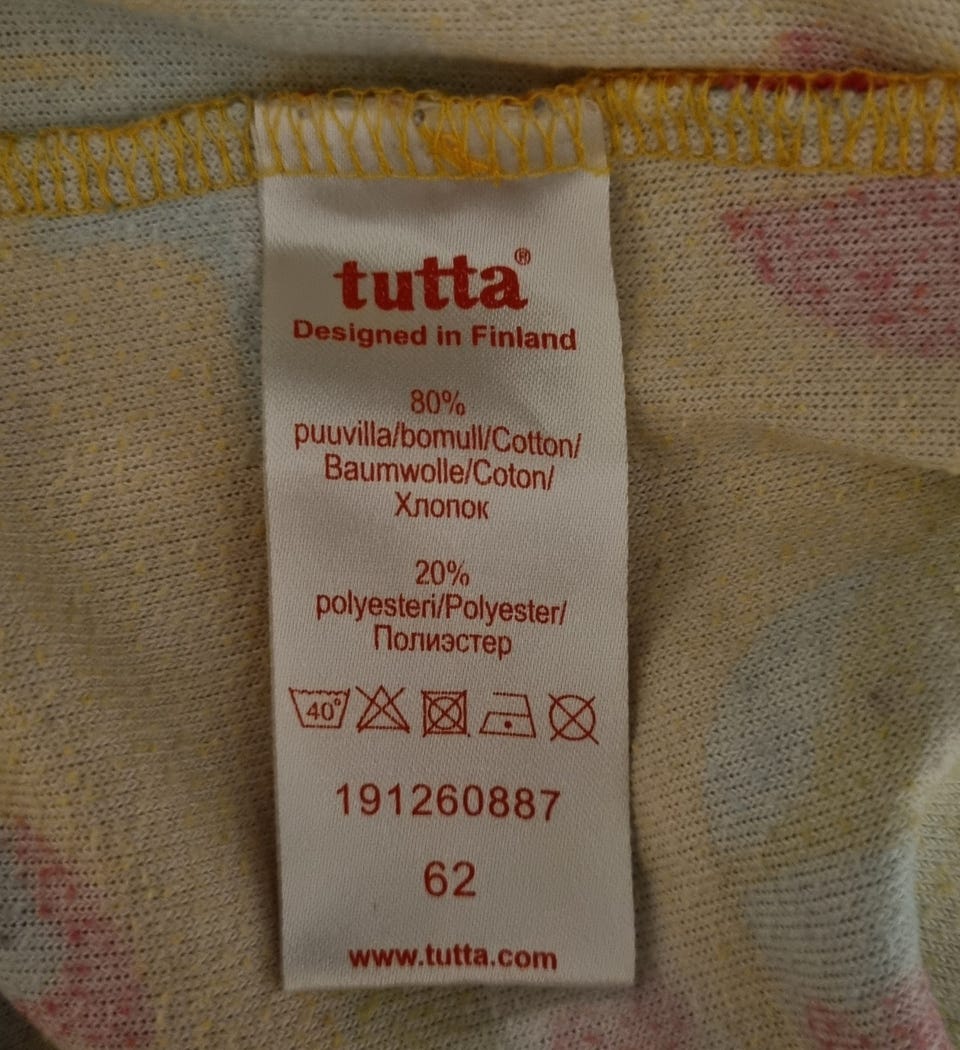 tutta®
Designed in Finland
80%
puuvilla/bomull/Cotton/
Baumwolle/Coton/
Хлопок
20%
polyesteri/Polyester/
Полиэстер
40°
191260887
62
www.tutta.com